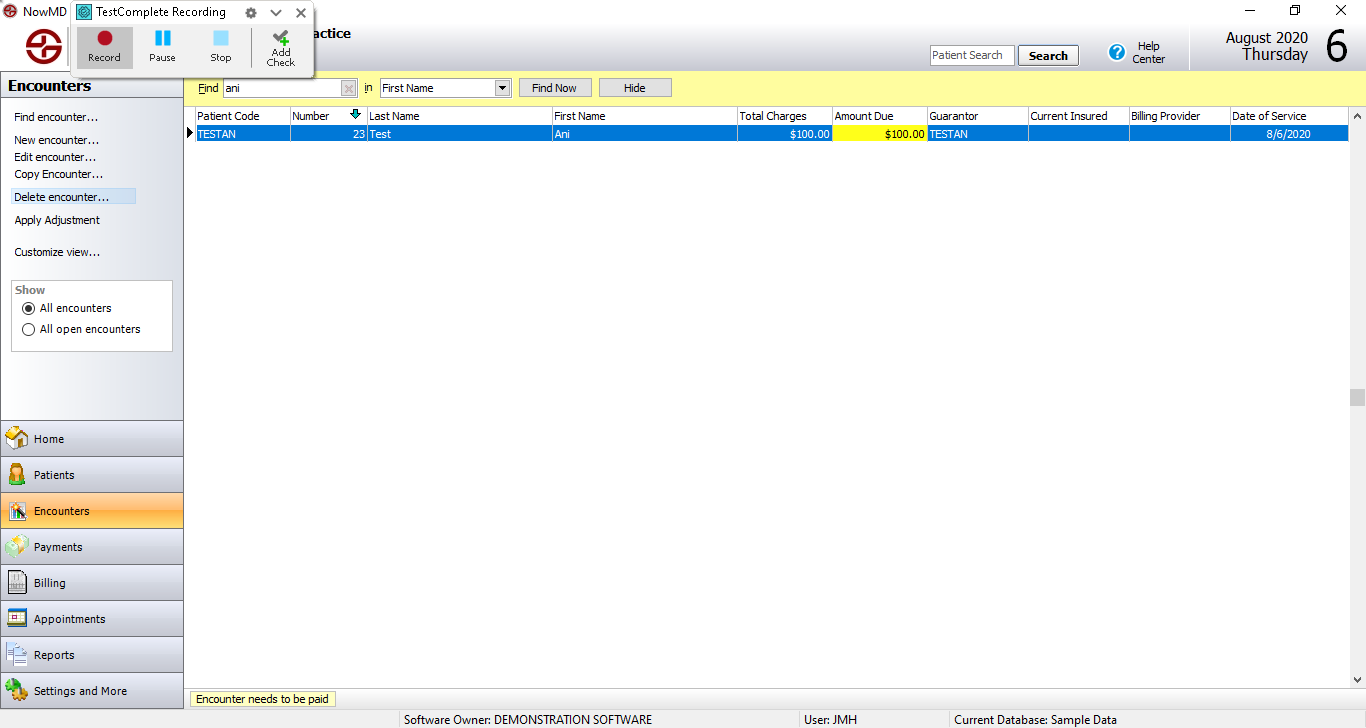 NowMD
TestComplete Recording
Record
Pause
Stop
Add
Check
actice
Patient Search
Search
Help
Center
August 2020
Thursday
6
Encounters
Find encounter...
New encounter...
Edit encounter...
Copy Encounter...
Delete encounter...
Apply Adjustment
Customize view...
Show
All encounters
All open encounters
Home
Patients
Encounters
Payments
Billing
Appointments
Reports
Settings and More
Find ani in First Name Find Now Hide
Patient Code Number Last Name First Name Total Charges Amount Due Guarantor Current Insured Billing Provider Date of Service
TESTAN 23 Test Ani $100.00 $100.00 TESTAN 8/6/2020
Encounter needs to be paid
Software Owner: DEMONSTRATION SOFTWARE User: JMH Current Database: Sample Data